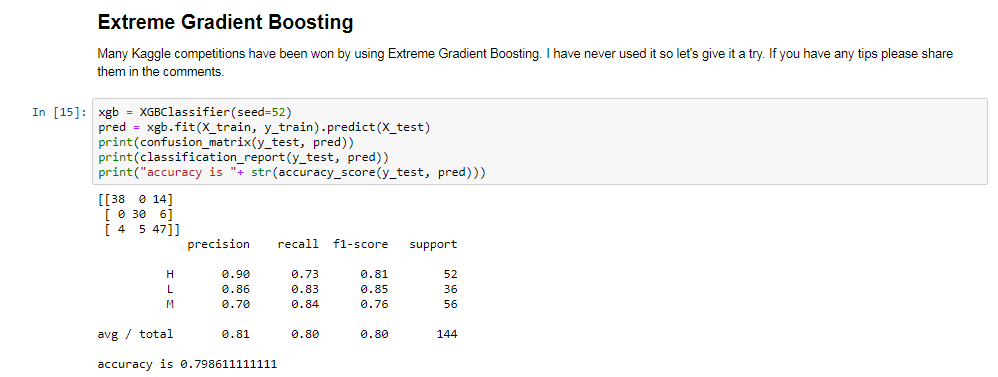 Extreme Gradient Boosting
Many Kaggle competitions have been won by using Extreme Gradient Boosting. I have never used it so let's give it a try. If you have any tips please share
them in the comments.
In [15]: xgb = XGBClassifier(seed=52)
pred = xgb.fit(X_train, y_train).predict(X_test)
print(confusion_matrix(y_test, pred))
print(classification_report(y_test, pred))
print("accuracy is "+ str(accuracy_score(y_test, pred)))
[[38  0 14]
 [ 0 30  6]
 [ 4  5 47]]
precision recall f1-score support
H 0.90 0.73 0.81 52
L 0.86 0.83 0.85 36
M 0.70 0.84 0.76 56
avg / total 0.81 0.80 0.80 144
accuracy is 0.798611111111